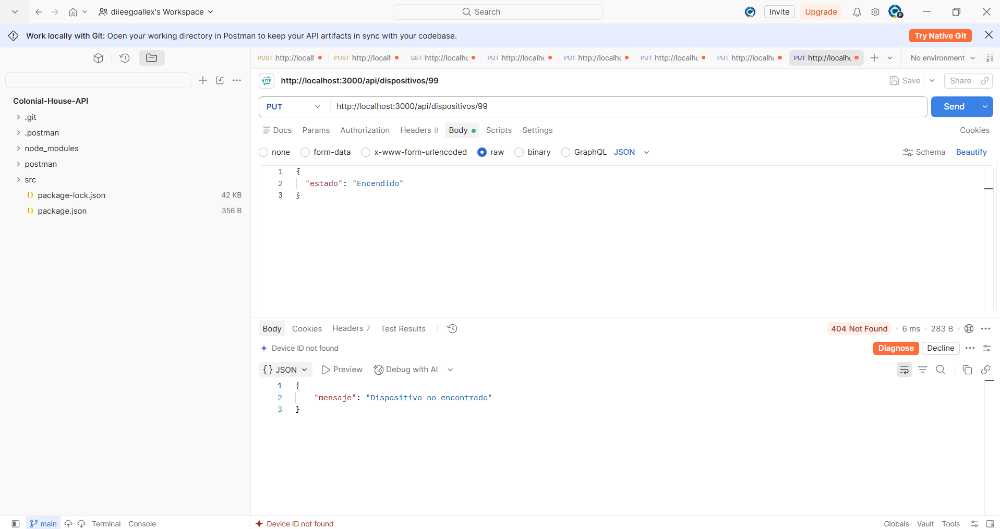 diieegoallex's Workspace
Search
Invite
Upgrade
D
Work locally with Git: Open your working directory in Postman to keep your API artifacts in sync with your codebase.
Try Native Git
POST http://locall
POST http://locall
GET http://localhc
PUT http://localhc
PUT http://localhc
PUT http://localhc
PUT http://localhc
PUT http://localhc
No environment
HTTP http://localhost:3000/api/dispositivos/99
Save
Share
Colonial-House-API
.git
.postman
node_modules
postman
src
{} package-lock.json 42 KB
{} package.json 356 B
PUT
http://localhost:3000/api/dispositivos/99
Send
Docs Params Authorization Headers 8 Body Scripts Settings
Cookies
none form-data x-www-form-urlencoded raw binary GraphQL JSON
Schema Beautify
1 {
2 "estado": "Encendido"
3 }
Body Cookies Headers 7 Test Results
404 Not Found 6 ms 283 B
Device ID not found
Diagnose Decline
{} JSON Preview Debug with AI
1 {
2 "mensaje": "Dispositivo no encontrado"
3 }
main Terminal Console
Device ID not found
Globals Vault Tools